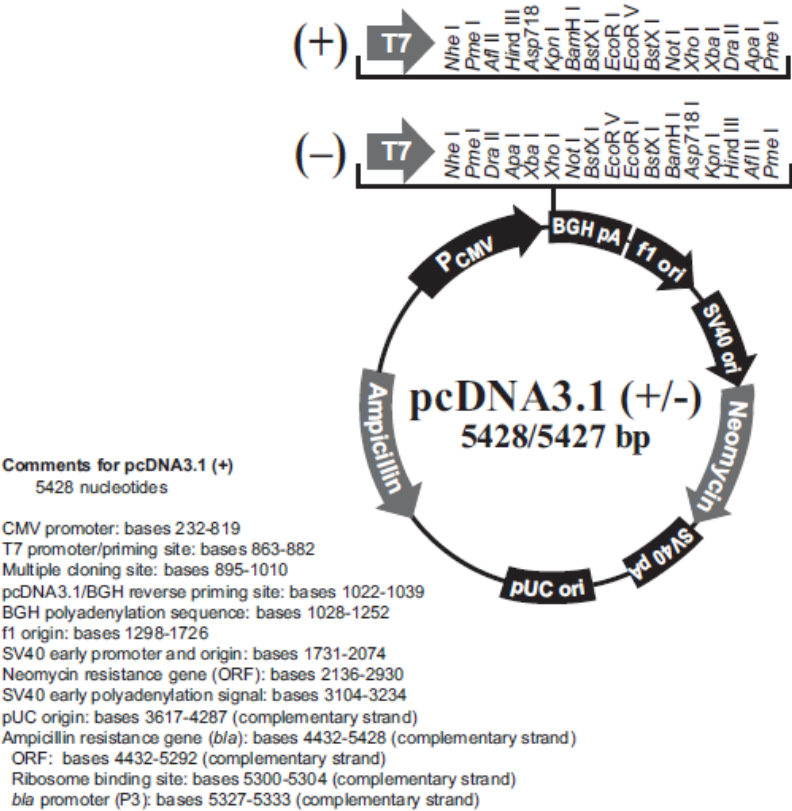 (+) T7 Nhe I Pme I Afl II Hind III Asp718 I Kpn I BamH I BstX I EcoR I EcoR V BstX I Not I Xho I Xba I Dra II Apa I Pme I
(–) T7 Nhe I Pme I Dra II Apa I Xba I Xho I Not I BstX I EcoR V EcoR I BstX I BamH I Asp718 I Kpn I Hind III Afl II Pme I
PCMV
BGH pA
f1 ori
SV40 ori
Neomycin
SV40 pA
pUC ori
Ampicillin
pcDNA3.1 (+/-)
5428/5427 bp
Comments for pcDNA3.1 (+)
5428 nucleotides
CMV promoter: bases 232-819
T7 promoter/priming site: bases 863-882
Multiple cloning site: bases 895-1010
pcDNA3.1/BGH reverse priming site: bases 1022-1039
BGH polyadenylation sequence: bases 1028-1252
f1 origin: bases 1298-1726
SV40 early promoter and origin: bases 1731-2074
Neomycin resistance gene (ORF): bases 2136-2930
SV40 early polyadenylation signal: bases 3104-3234
pUC origin: bases 3617-4287 (complementary strand)
Ampicillin resistance gene (bla): bases 4432-5428 (complementary strand)
ORF: bases 4432-5292 (complementary strand)
Ribosome binding site: bases 5300-5304 (complementary strand)
bla promoter (P3): bases 5327-5333 (complementary strand)